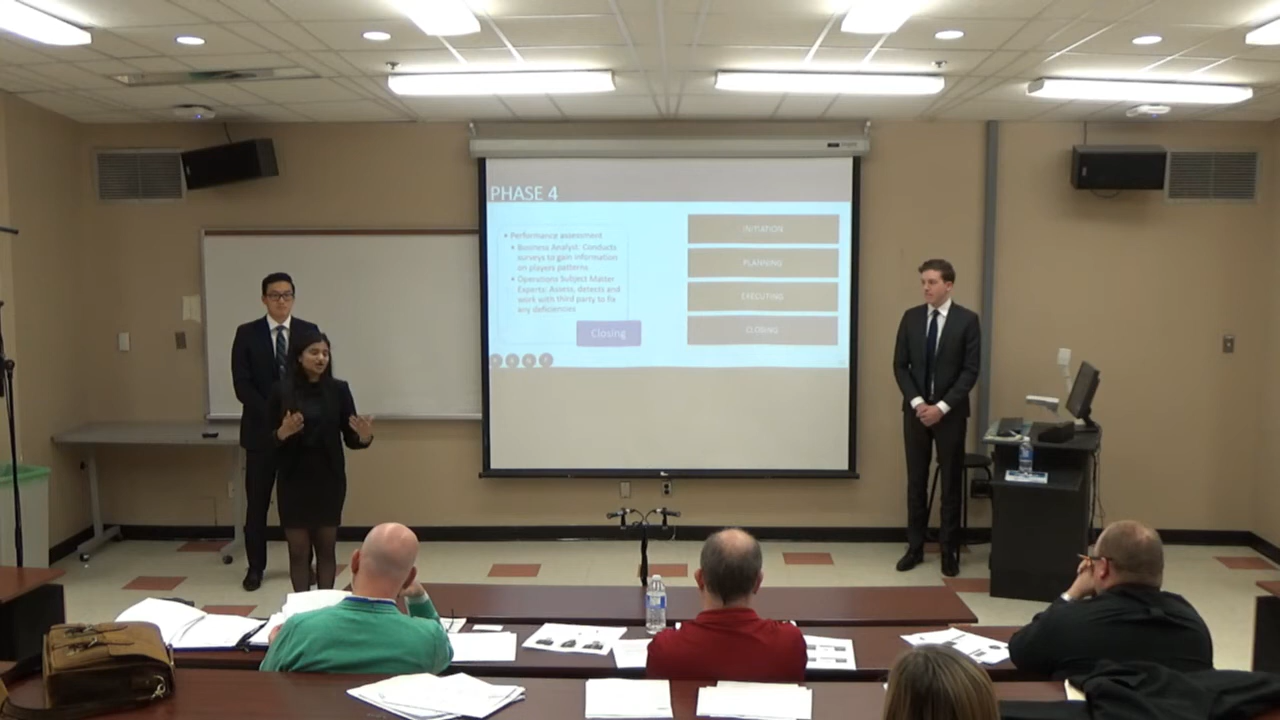 PHASE 4
• Performance assessment
• Business Analyst: Conducts
surveys to gain information
on players patterns
• Operations Subject Matter
Experts: Assess, detects and
work with third party to fix
any deficiencies
Closing
INITIATION
PLANNING
EXECUTING
CLOSING